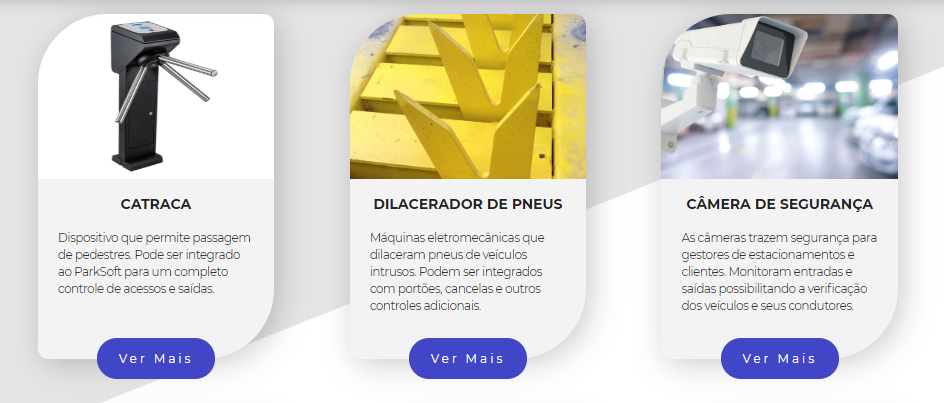 CATRACA
Dispositivo que permite passagem
de pedestres. Pode ser integrado
ao ParkSoft para um completo
controle de acessos e saídas.
Ver Mais
DILACERADOR DE PNEUS
Máquinas eletromecânicas que
dilaceram pneus de veículos
intrusos. Podem ser integrados
com portões, cancelas e outros
controles adicionais.
Ver Mais
CÂMERA DE SEGURANÇA
As câmeras trazem segurança para
gestores de estacionamentos e
clientes. Monitoram entradas e
saídas possibilitando a verificação
dos veículos e seus condutores.
Ver Mais